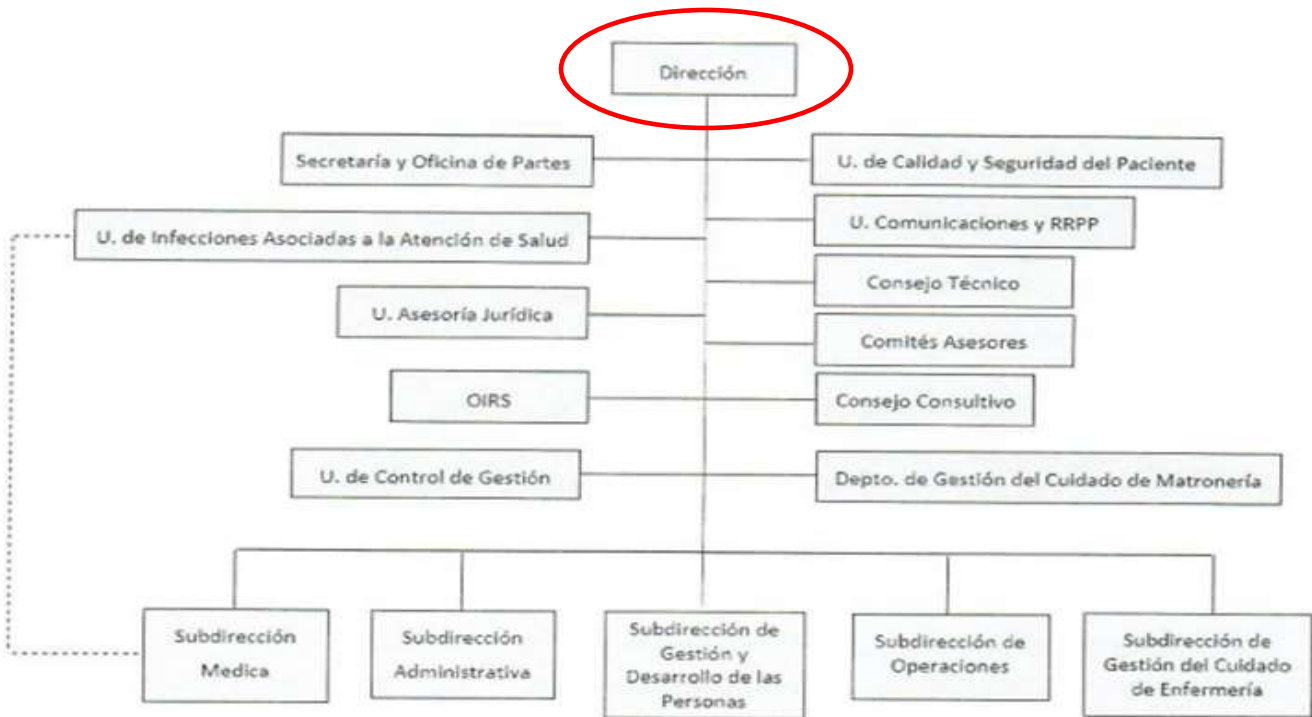 Dirección
Secretaría y Oficina de Partes
U. de Calidad y Seguridad del Paciente
U. de Infecciones Asociadas a la Atención de Salud
U. Comunicaciones y RRPP
Consejo Técnico
U. Asesoría Jurídica
Comités Asesores
OIRS
Consejo Consultivo
U. de Control de Gestión
Depto. de Gestión del Cuidado de Matronería
Subdirección
Medica
Subdirección
Administrativa
Subdirección de
Gestión y
Desarrollo de las
Personas
Subdirección de
Operaciones
Subdirección de
Gestión del Cuidado
de Enfermería